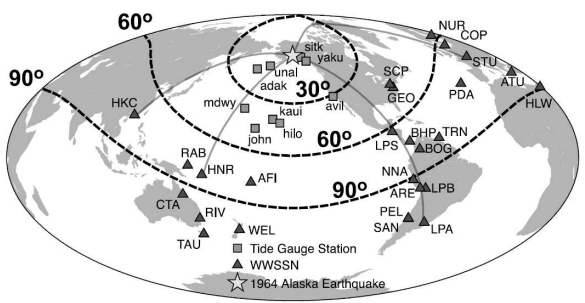 60º
NUR
COP
sitk
yaku
STU
90º
unal
SCP
ATU
adak
GEO
PDA
30º
HLW
HKC
mdwy
avil
kaui
john
hilo
60º
BHP
TRN
LPS
BOG
RAB
HNR
AFI
90º
NNA
ARE
LPB
CTA
RIV
PEL
WEL
SAN
LPA
TAU
Tide Gauge Station
WWSSN
1964 Alaska Earthquake